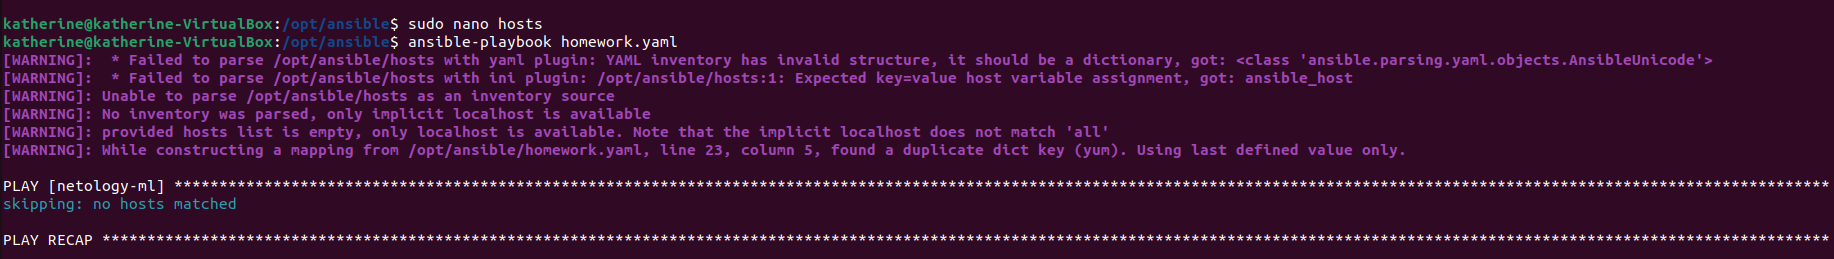 katherine@katherine-VirtualBox:/opt/ansible$ sudo nano hosts
katherine@katherine-VirtualBox:/opt/ansible$ ansible-playbook homework.yaml
[WARNING]:  * Failed to parse /opt/ansible/hosts with yaml plugin: YAML inventory has invalid structure, it should be a dictionary, got: <class 'ansible.parsing.yaml.objects.AnsibleUnicode'>
[WARNING]:  * Failed to parse /opt/ansible/hosts with ini plugin: /opt/ansible/hosts:1: Expected key=value host variable assignment, got: ansible_host
[WARNING]: Unable to parse /opt/ansible/hosts as an inventory source
[WARNING]: No inventory was parsed, only implicit localhost is available
[WARNING]: provided hosts list is empty, only localhost is available. Note that the implicit localhost does not match 'all'
[WARNING]: While constructing a mapping from /opt/ansible/homework.yaml, line 23, column 5, found a duplicate dict key (yum). Using last defined value only.
PLAY [netology-ml] ****************************************************************************************************************************************************************************************
skipping: no hosts matched
PLAY RECAP ************************************************************************************************************************************************************************************************